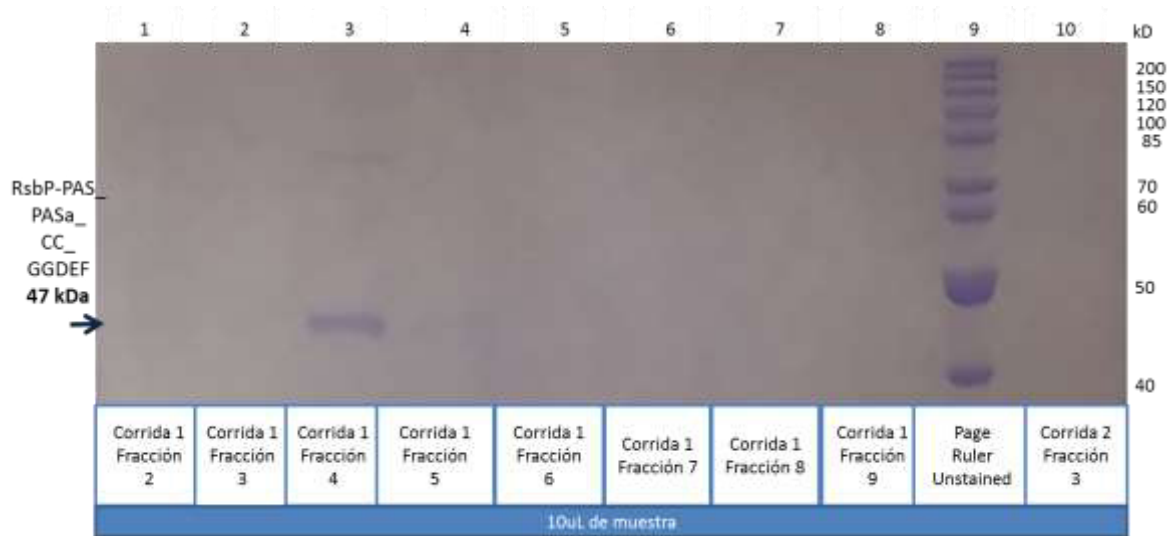 1 2 3 4 5 6 7 8 9 10 kD
200
150
120
100
85
70
60
50
40
RsbP-PAS_
PASa_
CC_
GGDEF
47 kDa
Corrida 1
Fracción
2
Corrida 1
Fracción
3
Corrida 1
Fracción
4
Corrida 1
Fracción
5
Corrida 1
Fracción
6
Corrida 1
Fracción 7
Corrida 1
Fracción 8
Corrida 1
Fracción
9
Page
Ruler
Unstained
Corrida 2
Fracción
3
10uL de muestra